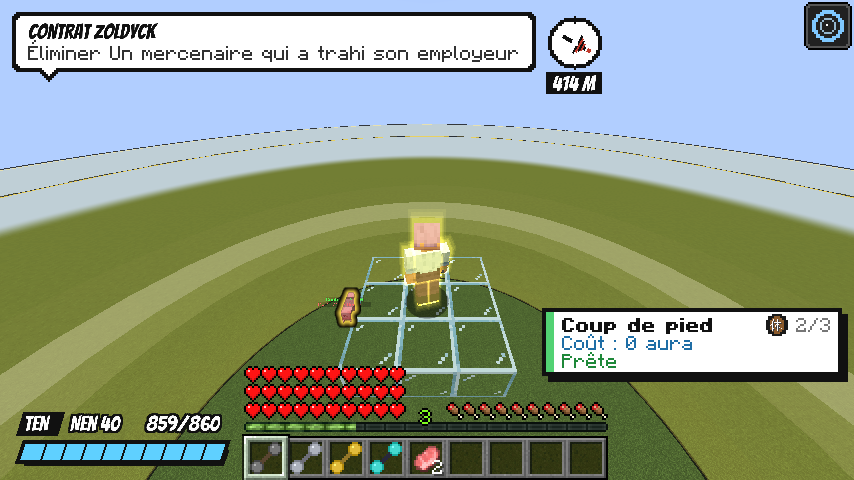 CONTRAT ZOLDYCK
Éliminer Un mercenaire qui a trahi son employeur
414 M
Coup de pied
休 2/3
Coût : 0 aura
Prête
TEN NEN 40 859/860
3
2